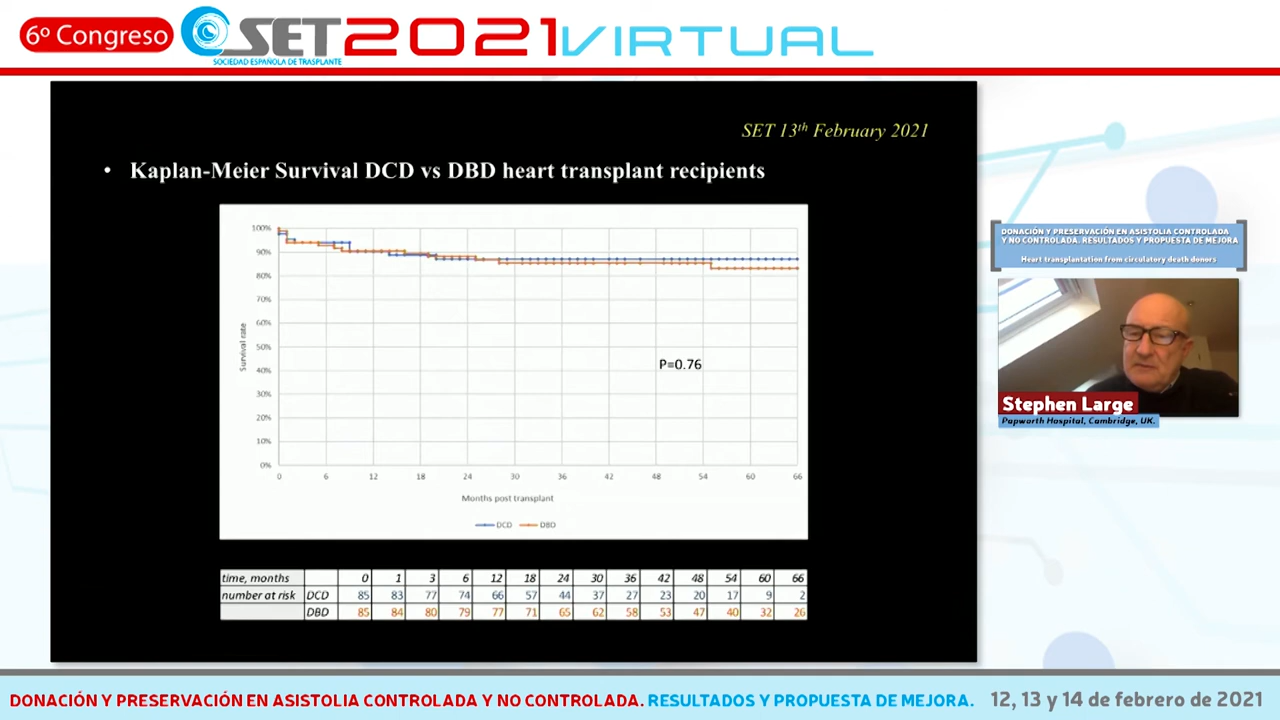 6º Congreso SET 2021 VIRTUAL
SOCIEDAD ESPAÑOLA DE TRASPLANTE
SET 13th February 2021
• Kaplan-Meier Survival DCD vs DBD heart transplant recipients
100%
90%
80%
70%
60%
50%
40%
30%
20%
10%
0%
Survival rate
P=0.76
0 6 12 18 24 30 36 42 48 54 60 66
Months post transplant
DCD DBD
time, months 0 1 3 6 12 18 24 30 36 42 48 54 60 66
number at risk DCD 85 83 77 74 66 57 44 37 27 23 20 17 9 2
DBD 85 84 80 79 77 71 65 62 58 53 47 40 32 26
DONACIÓN Y PRESERVACIÓN EN ASISTOLIA CONTROLADA
Y NO CONTROLADA. RESULTADOS Y PROPUESTA DE MEJORA
Heart transplantation from circulatory death donors
Stephen Large
Papworth Hospital, Cambridge, UK.
DONACIÓN Y PRESERVACIÓN EN ASISTOLIA CONTROLADA Y NO CONTROLADA. RESULTADOS Y PROPUESTA DE MEJORA. 12, 13 y 14 de febrero de 2021